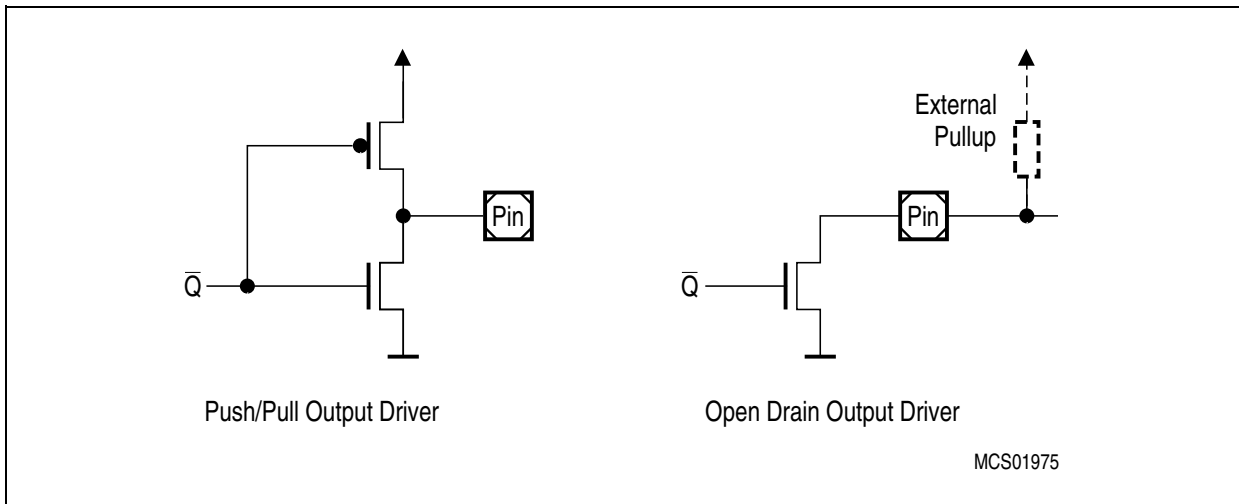 External
Pullup
Pin
Pin
Q̅
Q̅
Push/Pull Output Driver
Open Drain Output Driver
MCS01975